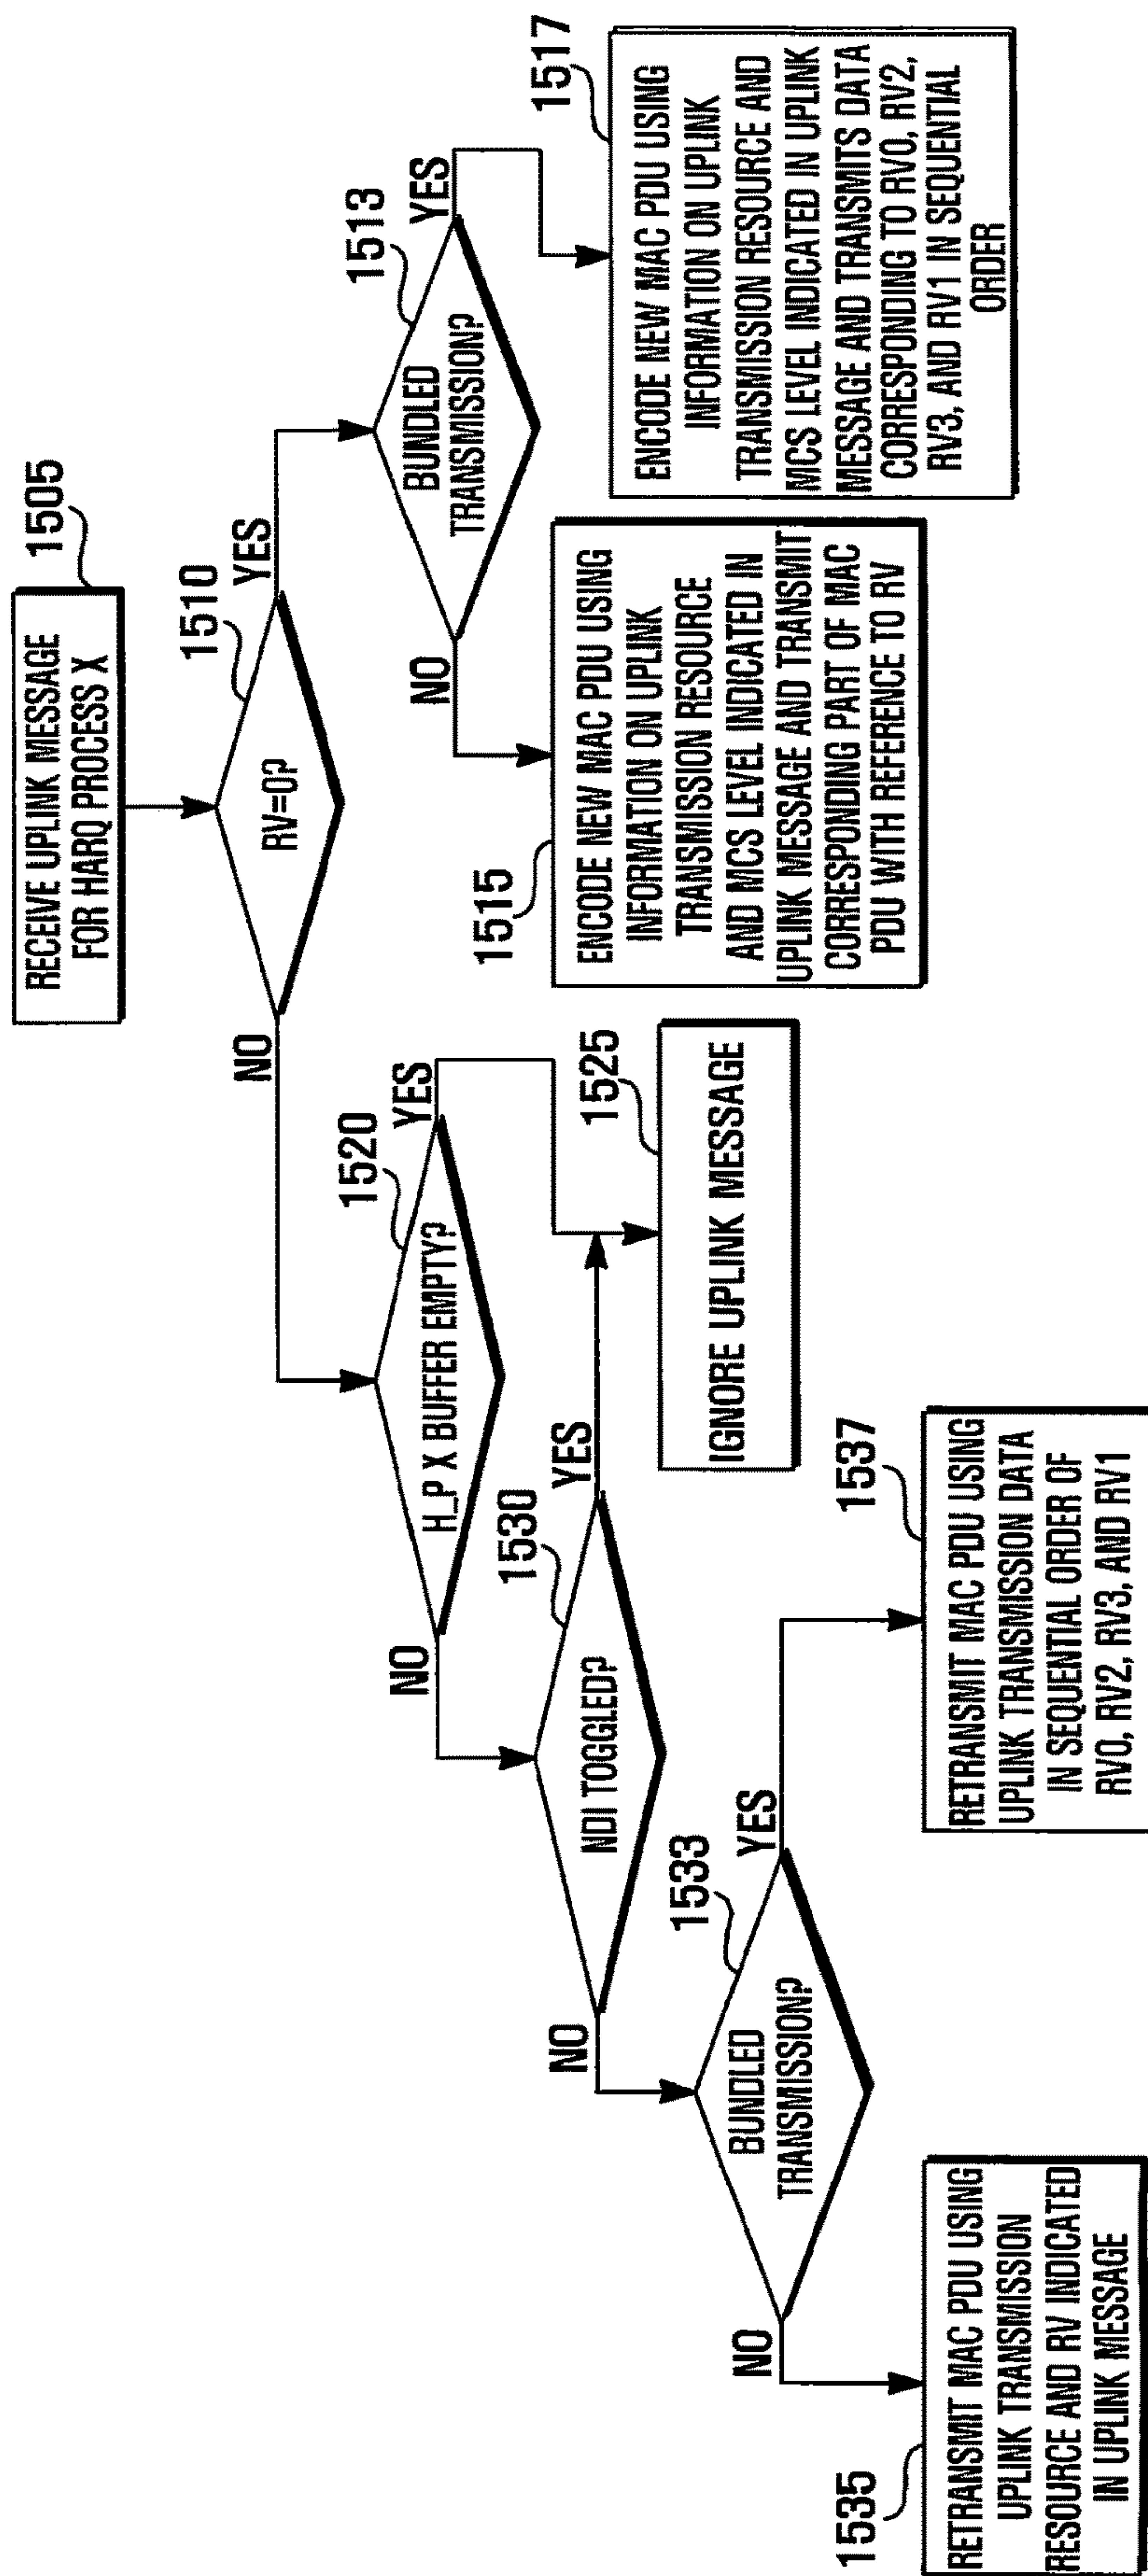 RECEIVE UPLINK MESSAGE
FOR HARQ PROCESS X
1505
RV=0?
1510
YES
NO
BUNDLED
TRANSMISSION?
1513
YES
NO
ENCODE NEW MAC PDU USING
INFORMATION ON UPLINK
TRANSMISSION RESOURCE AND
MCS LEVEL INDICATED IN UPLINK
MESSAGE AND TRANSMITS DATA
CORRESPONDING TO RV0, RV2,
RV3, AND RV1 IN SEQUENTIAL
ORDER
1517
ENCODE NEW MAC PDU USING
INFORMATION ON UPLINK
TRANSMISSION RESOURCE
AND MCS LEVEL INDICATED IN
UPLINK MESSAGE AND TRANSMIT
CORRESPONDING PART OF MAC
PDU WITH REFERENCE TO RV
1515
H_P X BUFFER EMPTY?
1520
YES
NO
IGNORE UPLINK MESSAGE
1525
NDI TOGGLED?
1530
YES
NO
BUNDLED
TRANSMISSION?
1533
YES
NO
RETRANSMIT MAC PDU USING
UPLINK TRANSMISSION DATA
IN SEQUENTIAL ORDER OF
RV0, RV2, RV3, AND RV1
1537
RETRANSMIT MAC PDU USING
UPLINK TRANSMISSION
RESOURCE AND RV INDICATED
IN UPLINK MESSAGE
1535